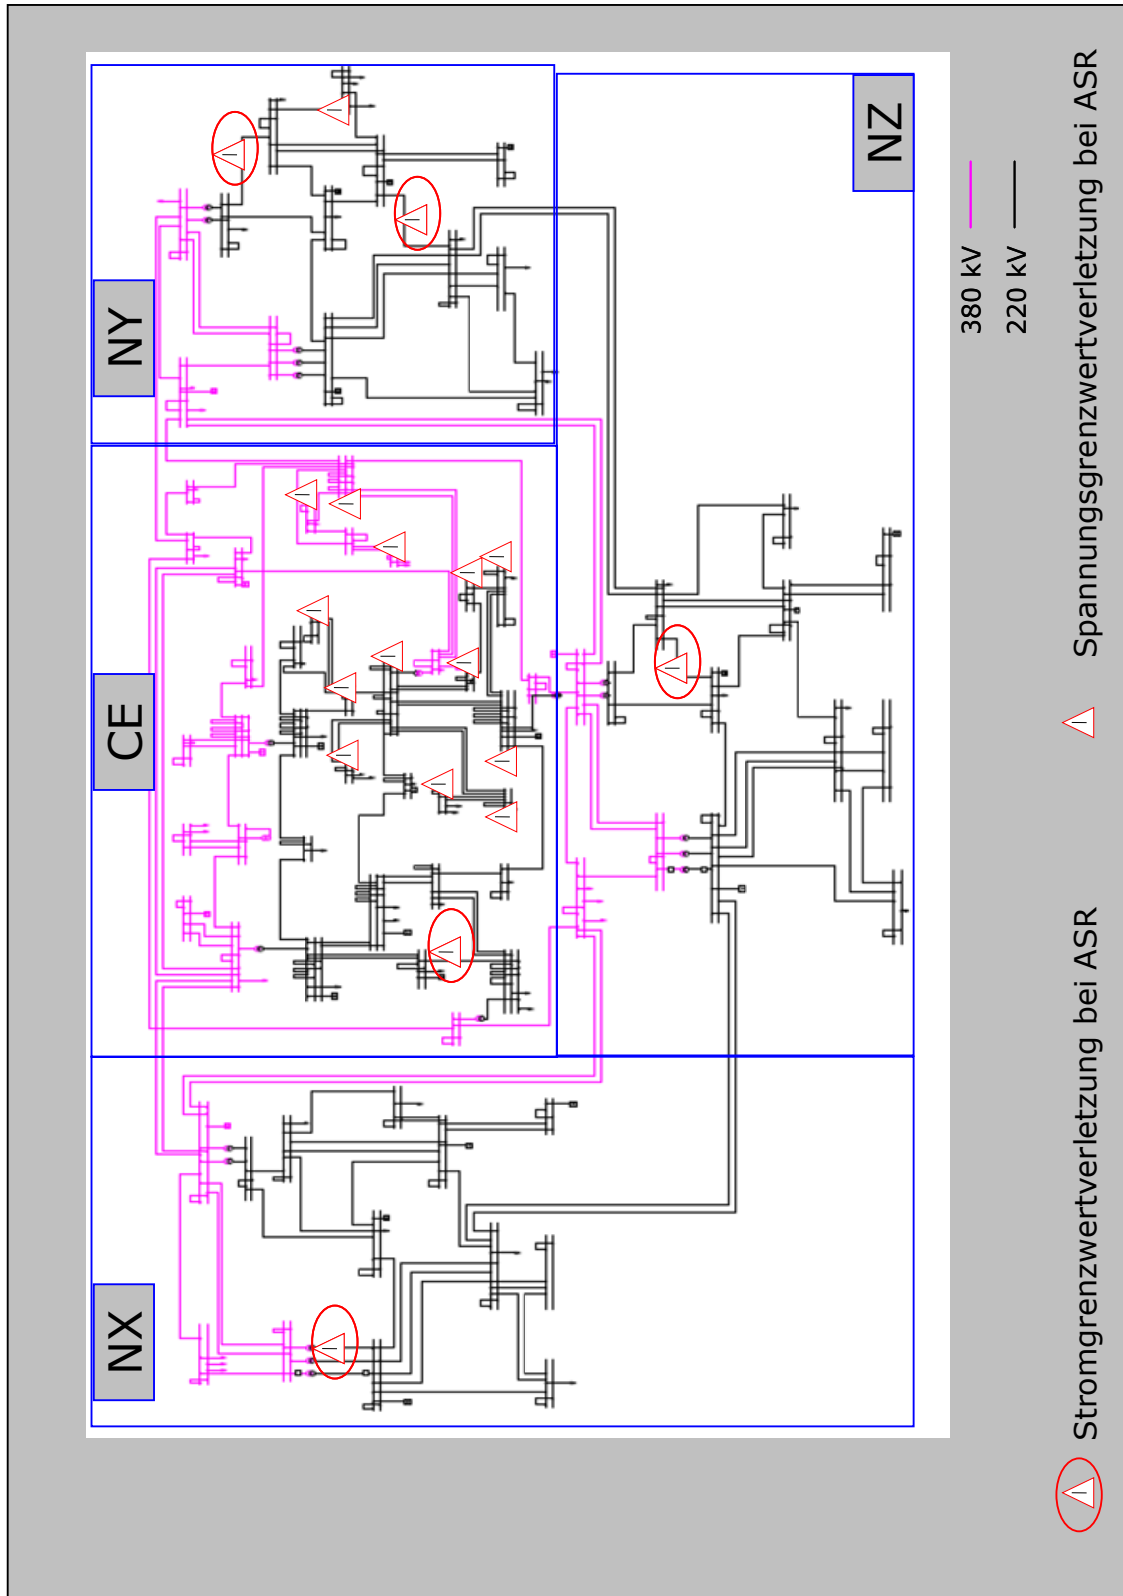 NX
CE
NY
NZ
380 kV
220 kV
Stromgrenzwertverletzung bei ASR
Spannungsgrenzwertverletzung bei ASR